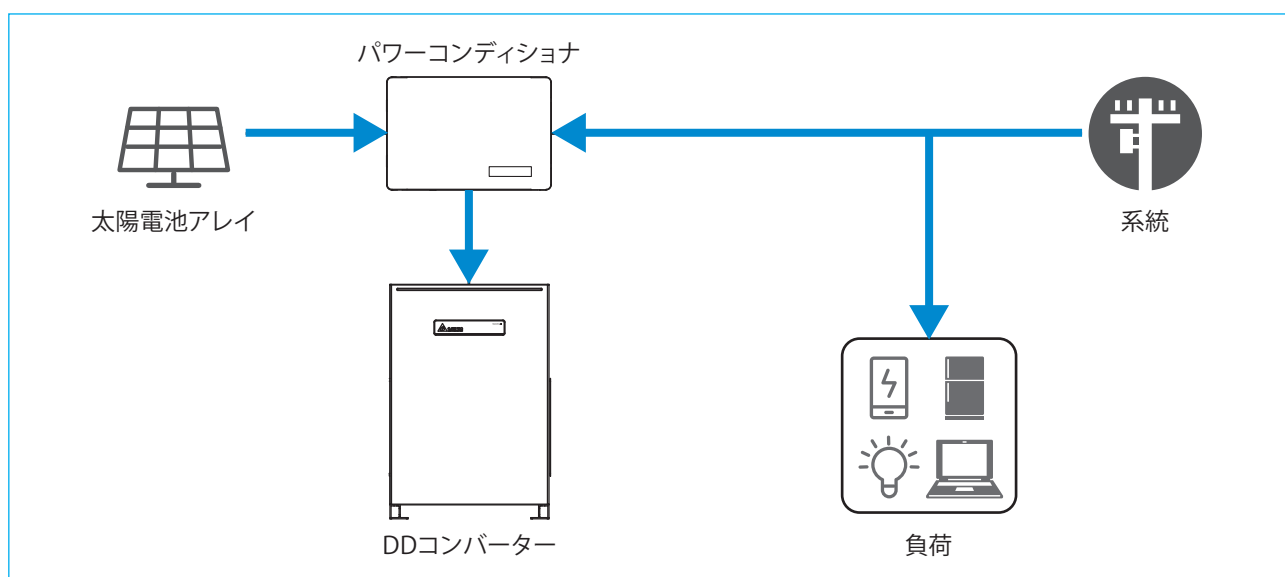 パワーコンディショナ
太陽電池アレイ
系統
DDコンバーター
負荷